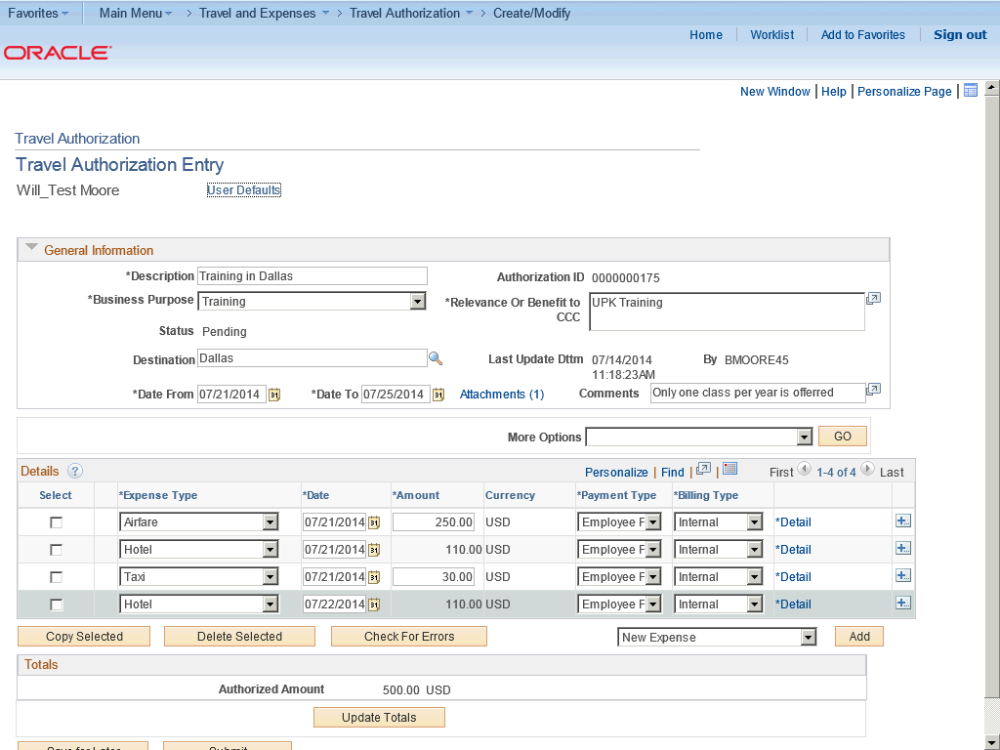 Favorites Main Menu > Travel and Expenses > Travel Authorization > Create/Modify
Home Worklist Add to Favorites Sign out
ORACLE
New Window | Help | Personalize Page |
Travel Authorization
Travel Authorization Entry
Will_Test Moore User Defaults
General Information
*Description Training in Dallas Authorization ID 0000000175
*Business Purpose Training *Relevance Or Benefit to CCC UPK Training
Status Pending
Destination Dallas Last Update Dttm 07/14/2014 11:18:23AM By BMOORE45
*Date From 07/21/2014 *Date To 07/25/2014 Attachments (1) Comments Only one class per year is offerred
More Options GO
Details Personalize | Find | | First 1-4 of 4 Last
Select *Expense Type *Date *Amount Currency *Payment Type *Billing Type
Airfare 07/21/2014 250.00 USD Employee F Internal *Detail
Hotel 07/21/2014 110.00 USD Employee F Internal *Detail
Taxi 07/21/2014 30.00 USD Employee F Internal *Detail
Hotel 07/22/2014 110.00 USD Employee F Internal *Detail
Copy Selected Delete Selected Check For Errors New Expense Add
Totals
Authorized Amount 500.00 USD
Update Totals
Save for Later Submit